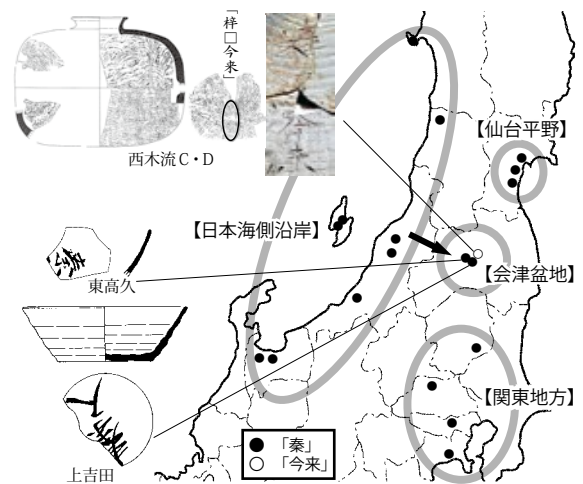 「梓□今来」
西木流C・D
【仙台平野】
【日本海側沿岸】
【会津盆地】
東高久
【関東地方】
上吉田
●「秦」
○「今来」